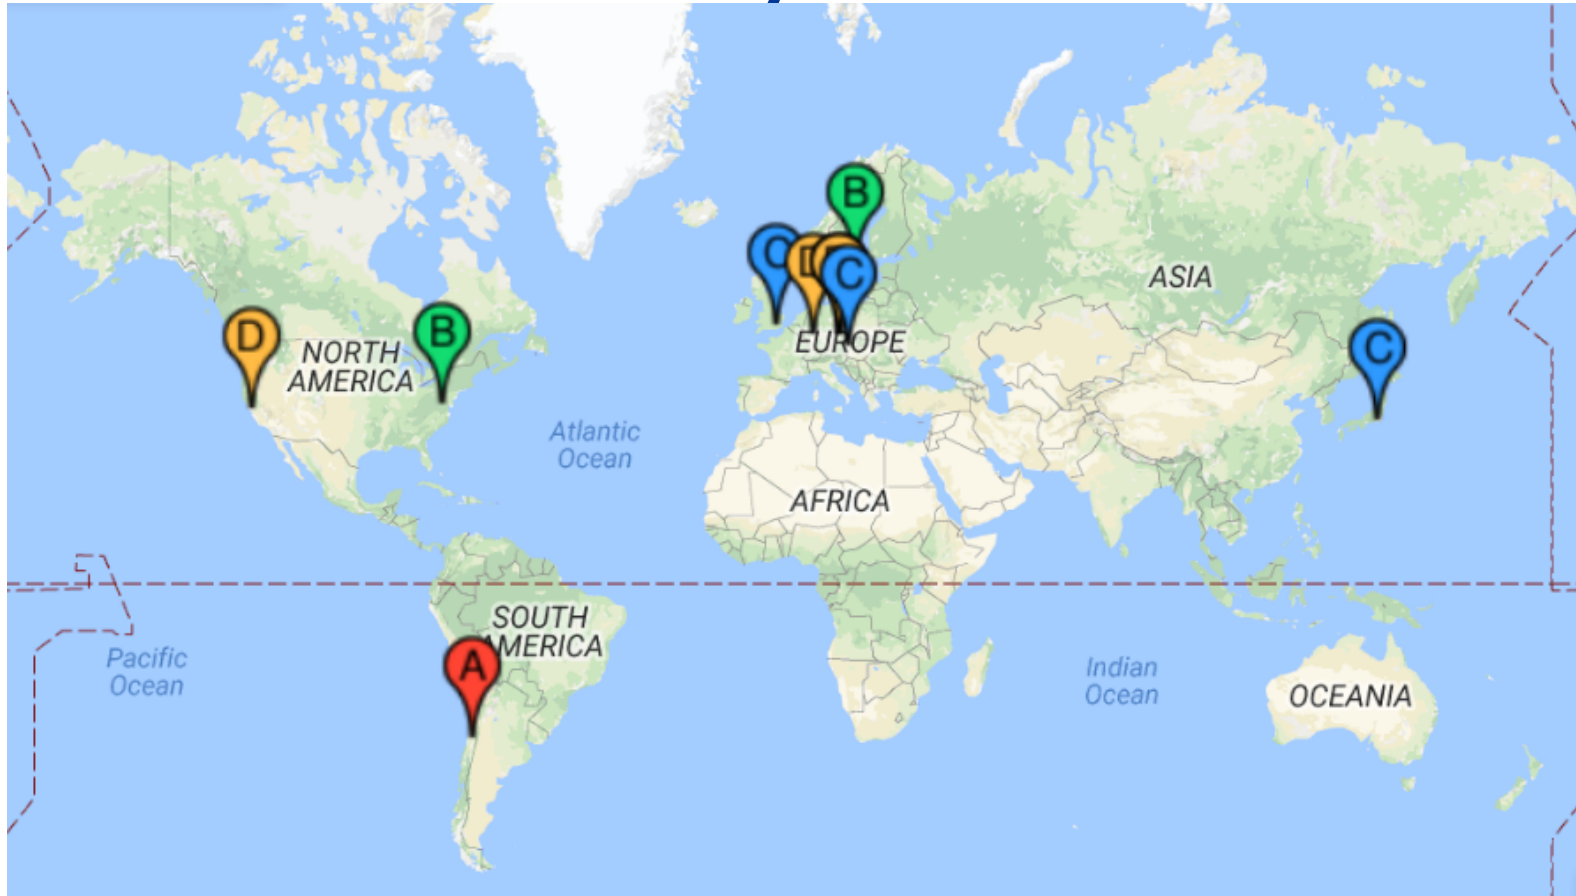 B
C
D
C
ASIA
D
B
C
NORTH
AMERICA
EUROPE
Atlantic
Ocean
AFRICA
SOUTH
AMERICA
A
Pacific
Ocean
Indian
Ocean
OCEANIA